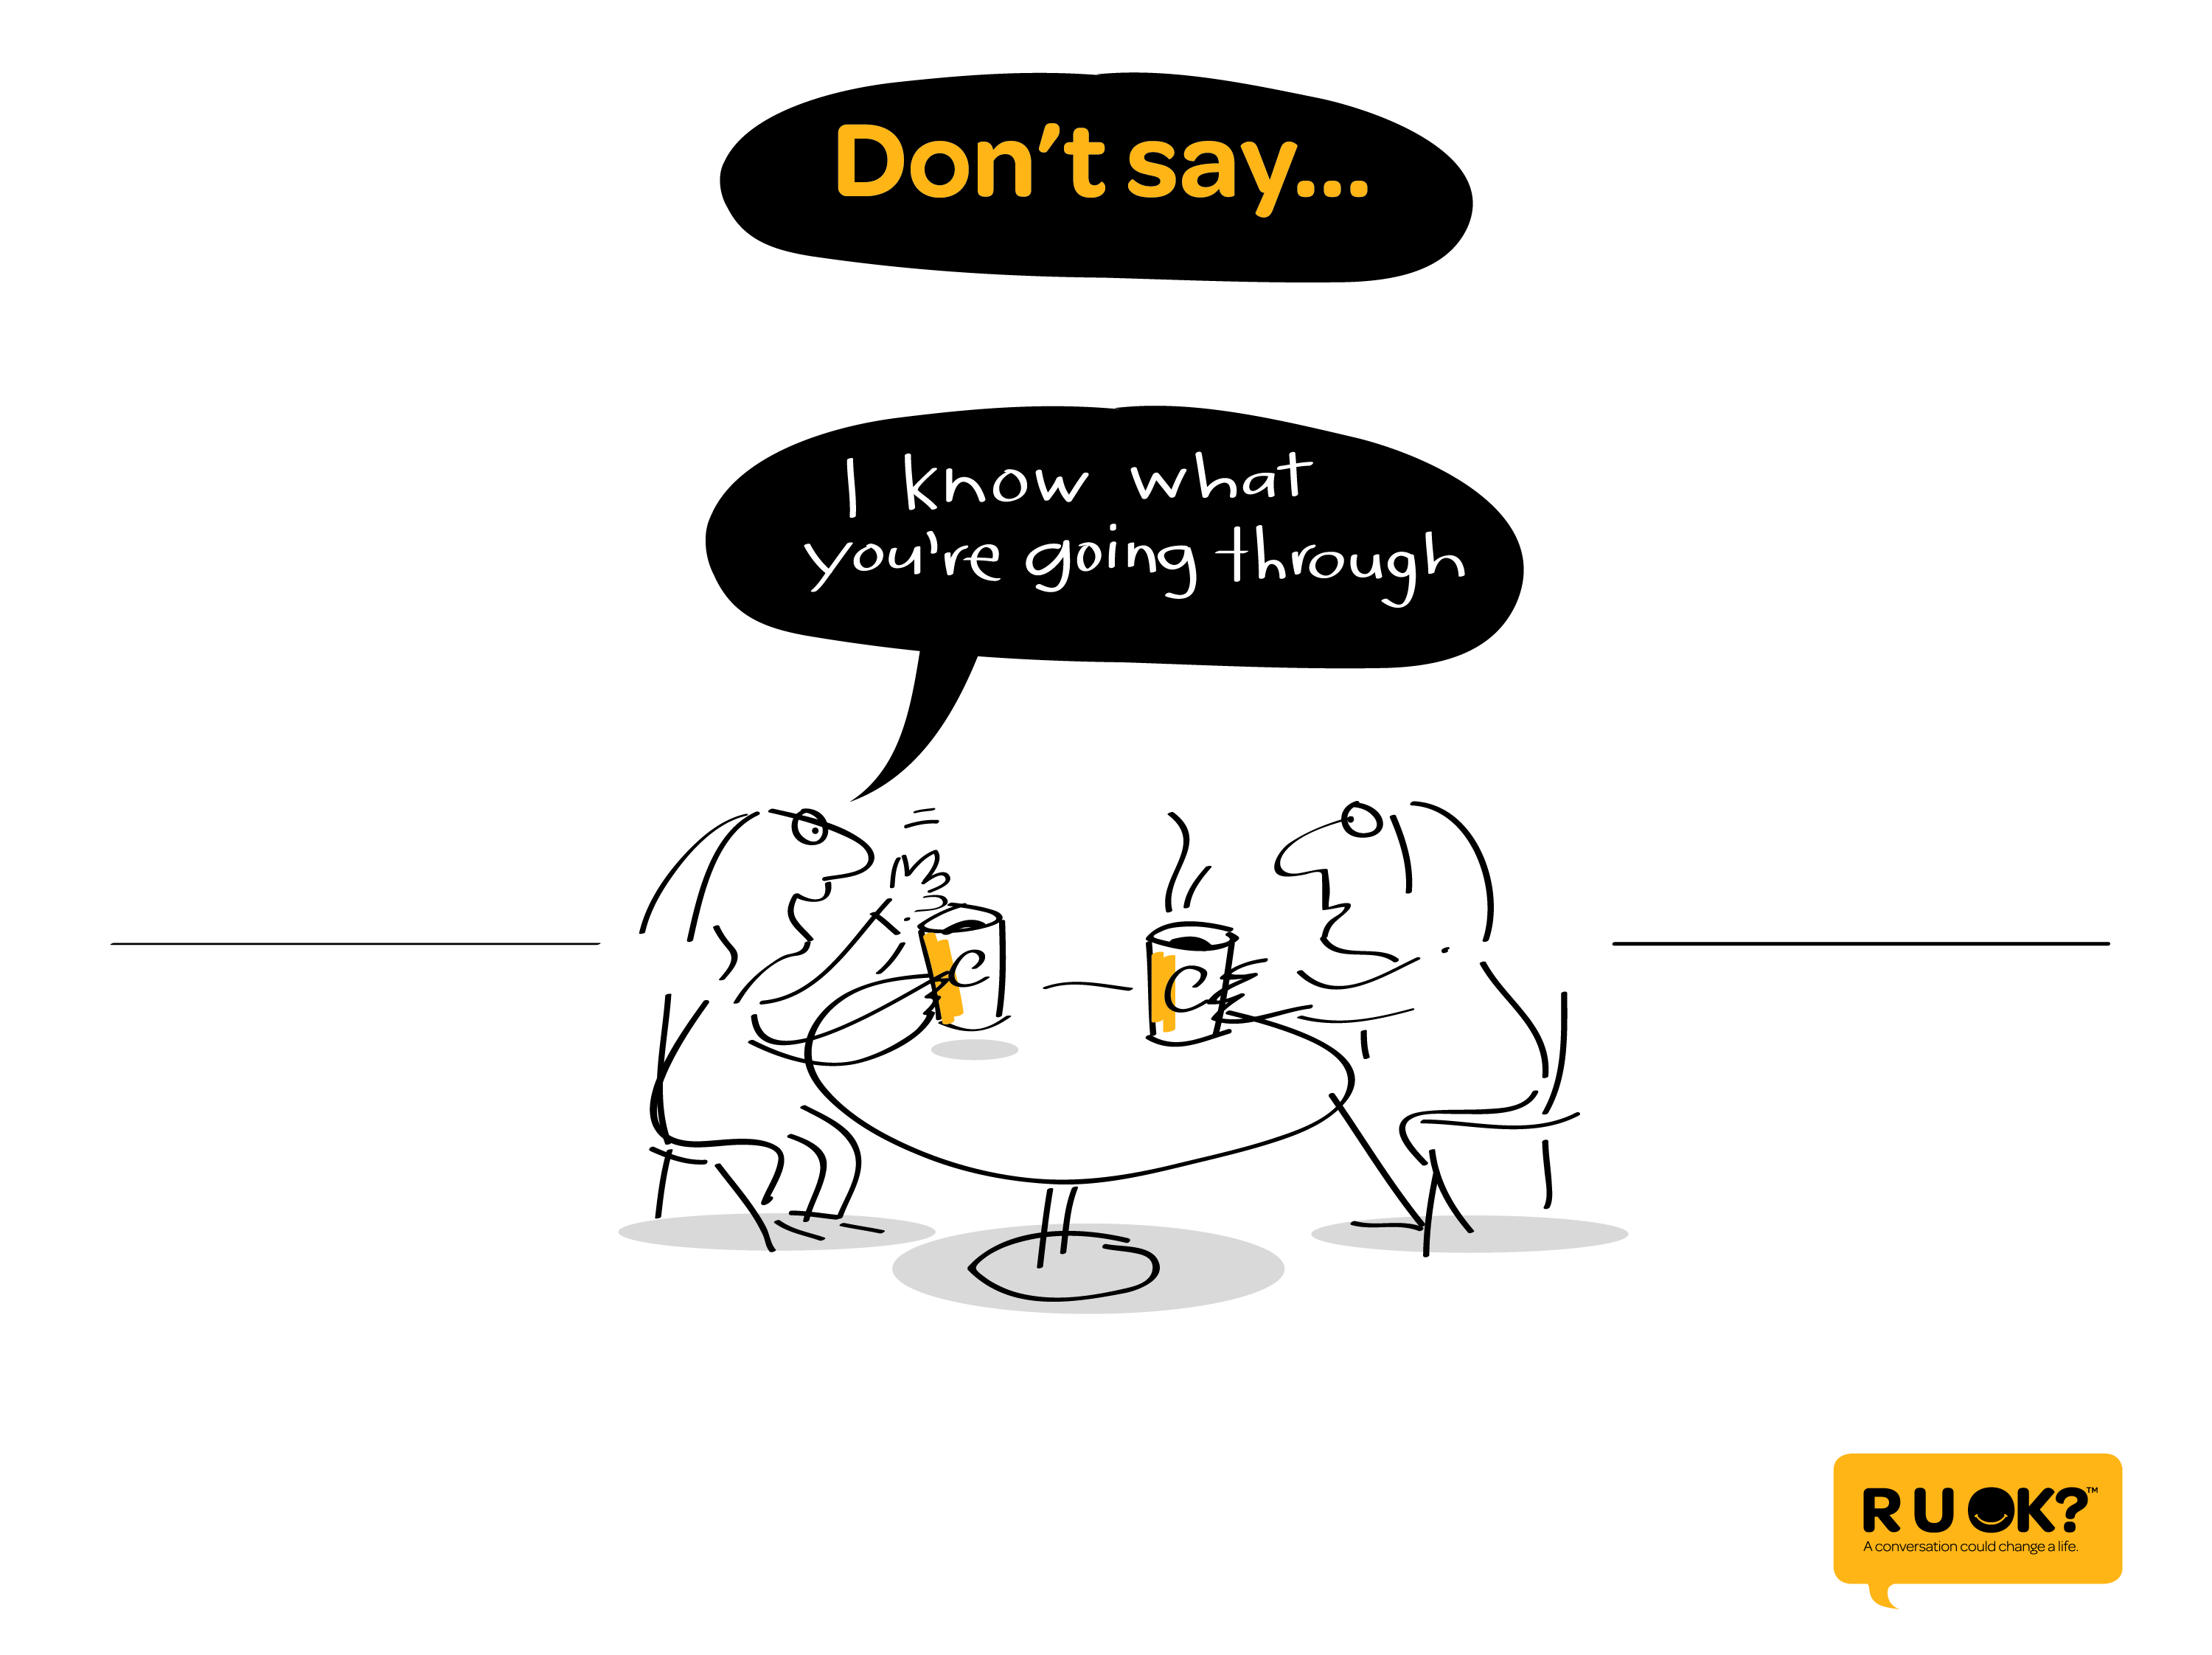 Don't say...
I know what
you're going through
R U OK?™
A conversation could change a life.